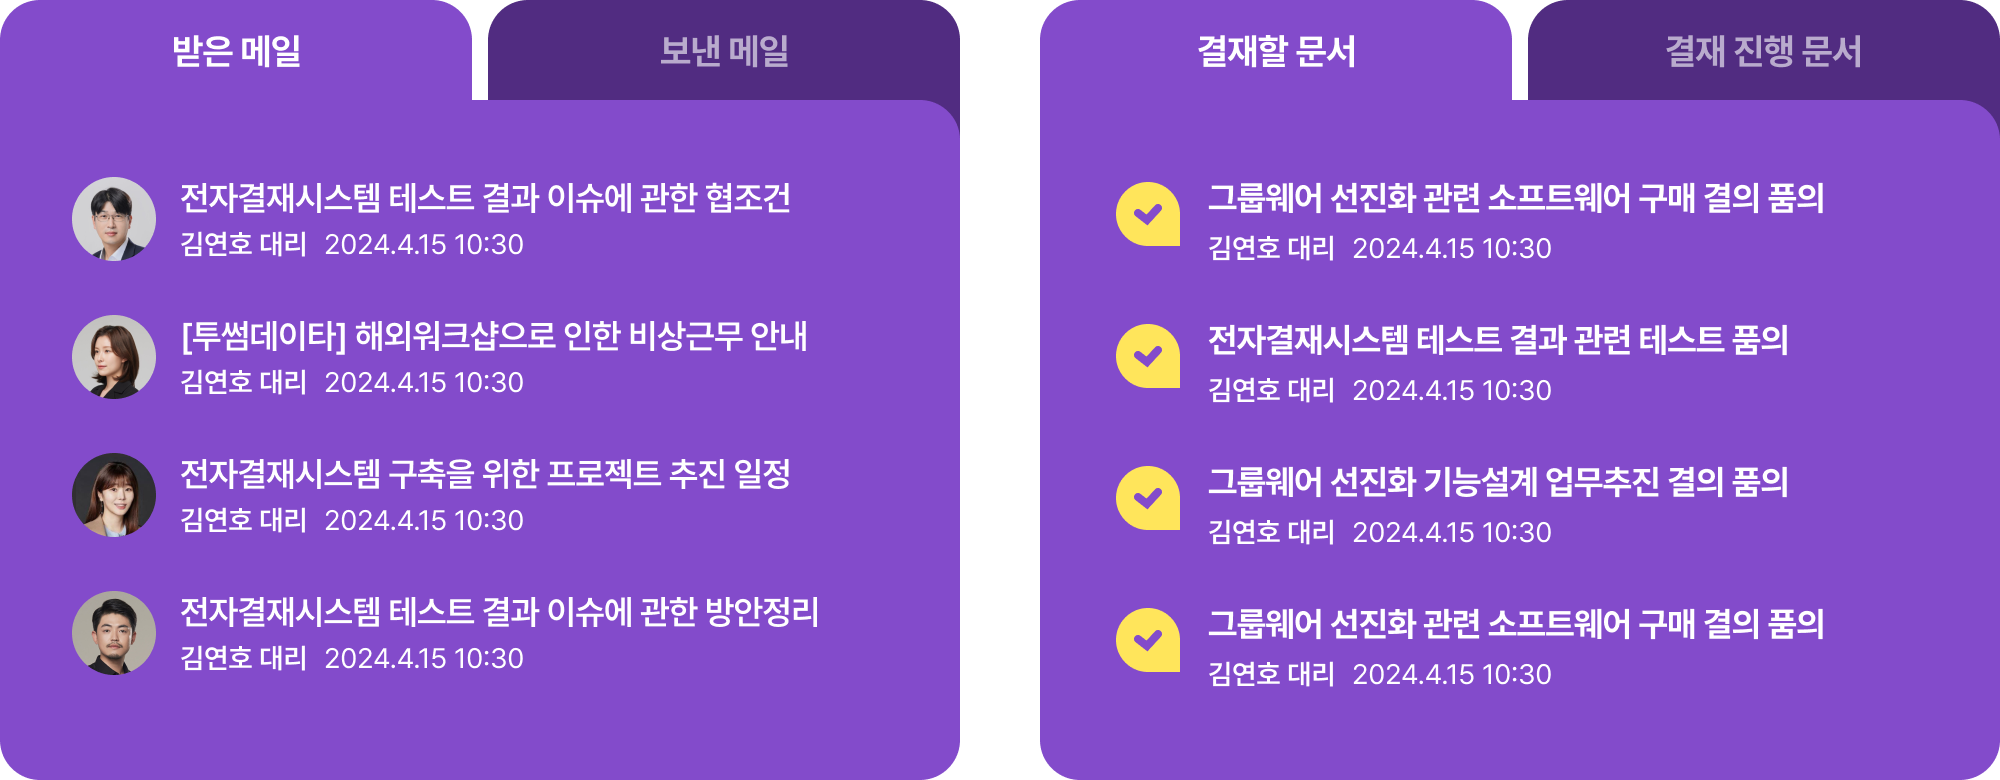 받은 메일
보낸 메일
전자결재시스템 테스트 결과 이슈에 관한 협조건
김연호 대리 2024.4.15 10:30
[투썸데이타] 해외워크샵으로 인한 비상근무 안내
김연호 대리 2024.4.15 10:30
전자결재시스템 구축을 위한 프로젝트 추진 일정
김연호 대리 2024.4.15 10:30
전자결재시스템 테스트 결과 이슈에 관한 방안정리
김연호 대리 2024.4.15 10:30
결재할 문서
결재 진행 문서
그룹웨어 선진화 관련 소프트웨어 구매 결의 품의
김연호 대리 2024.4.15 10:30
전자결재시스템 테스트 결과 관련 테스트 품의
김연호 대리 2024.4.15 10:30
그룹웨어 선진화 기능설계 업무추진 결의 품의
김연호 대리 2024.4.15 10:30
그룹웨어 선진화 관련 소프트웨어 구매 결의 품의
김연호 대리 2024.4.15 10:30